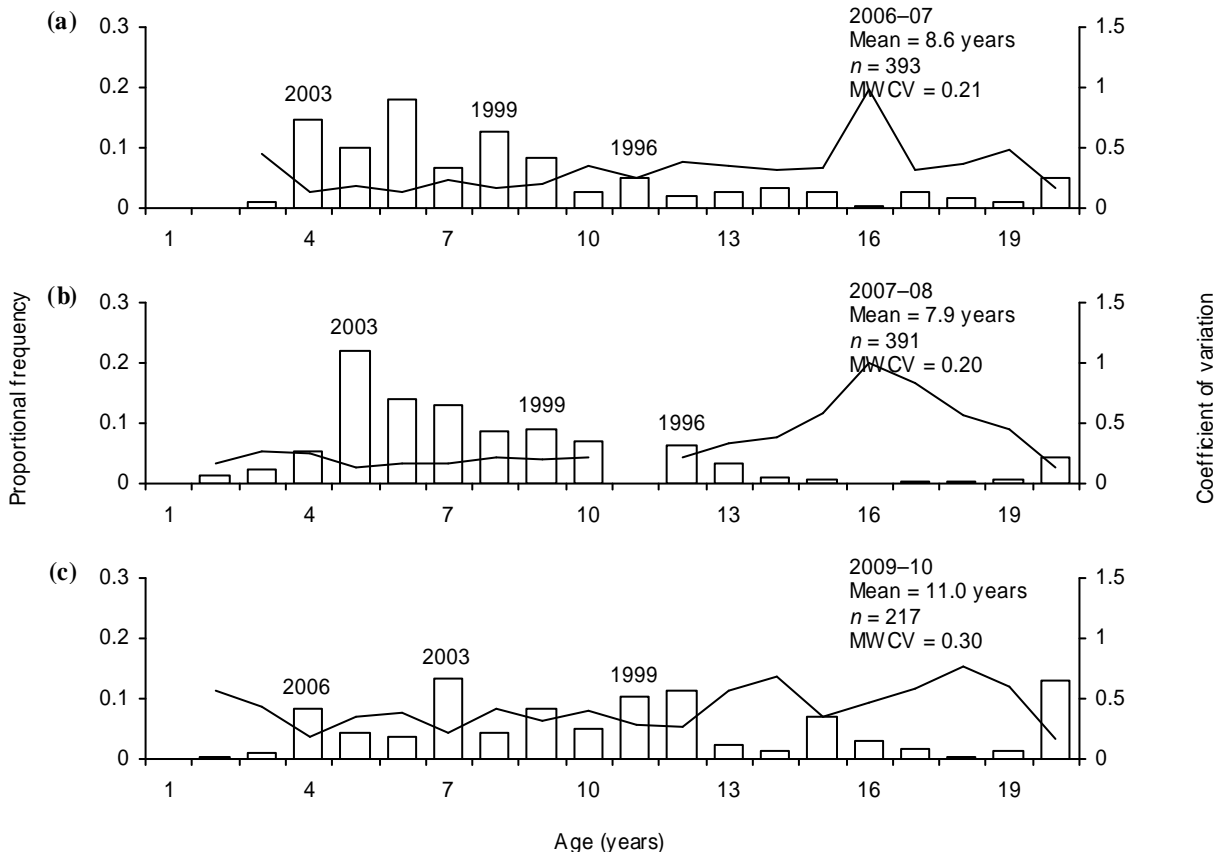 (a)
2006–07
Mean = 8.6 years
n = 393
MWCV = 0.21
0.3
0.2
0.1
0
2003
1999
1996
1.5
1
0.5
0
1 4 7 10 13 16 19
(b)
2007–08
Mean = 7.9 years
n = 391
MWCV = 0.20
0.3
0.2
0.1
0
2003
1999
1996
1.5
1
0.5
0
1 4 7 10 13 16 19
Proportional frequency
Coefficient of variation
(c)
2009–10
Mean = 11.0 years
n = 217
MWCV = 0.30
0.3
0.2
0.1
0
2006
2003
1999
1.5
1
0.5
0
1 4 7 10 13 16 19
Age (years)